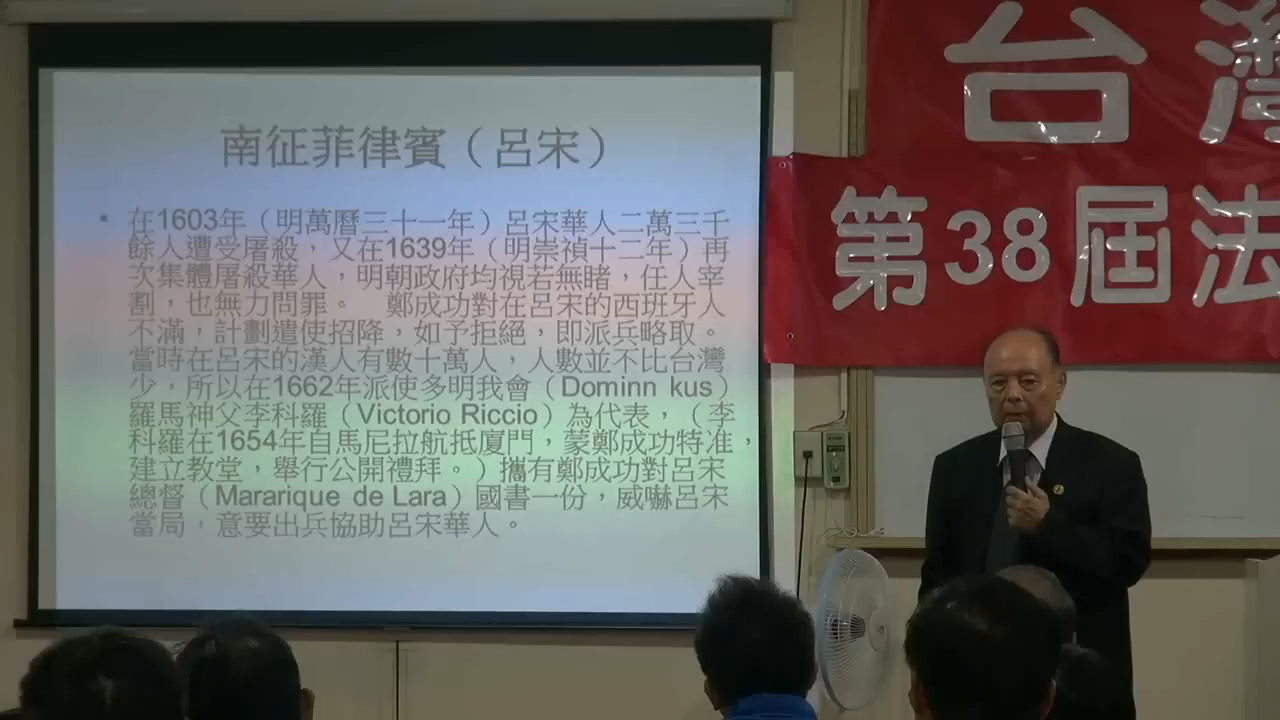 南征菲律賓（呂宋）
• 在1603年（明萬曆三十一年）呂宋華人二萬三千
餘人遭受屠殺，又在1639年（明崇禎十二年）再
次集體屠殺華人，明朝政府均視若無睹，任人宰
割，也無力問罪。 鄭成功對在呂宋的西班牙人
不滿，計劃遣使招降，如予拒絕，即派兵略取。
當時在呂宋的漢人有數十萬人，人數並不比台灣
少，所以在1662年派使多明我會（Dominn kus）
羅馬神父李科羅（Victorio Riccio）為代表，（李
科羅在1654年自馬尼拉航抵廈門，蒙鄭成功特准，
建立教堂，舉行公開禮拜。）攜有鄭成功對呂宋
總督（Mararique de Lara）國書一份，威嚇呂宋
當局，意要出兵協助呂宋華人。
台灣
第38屆法